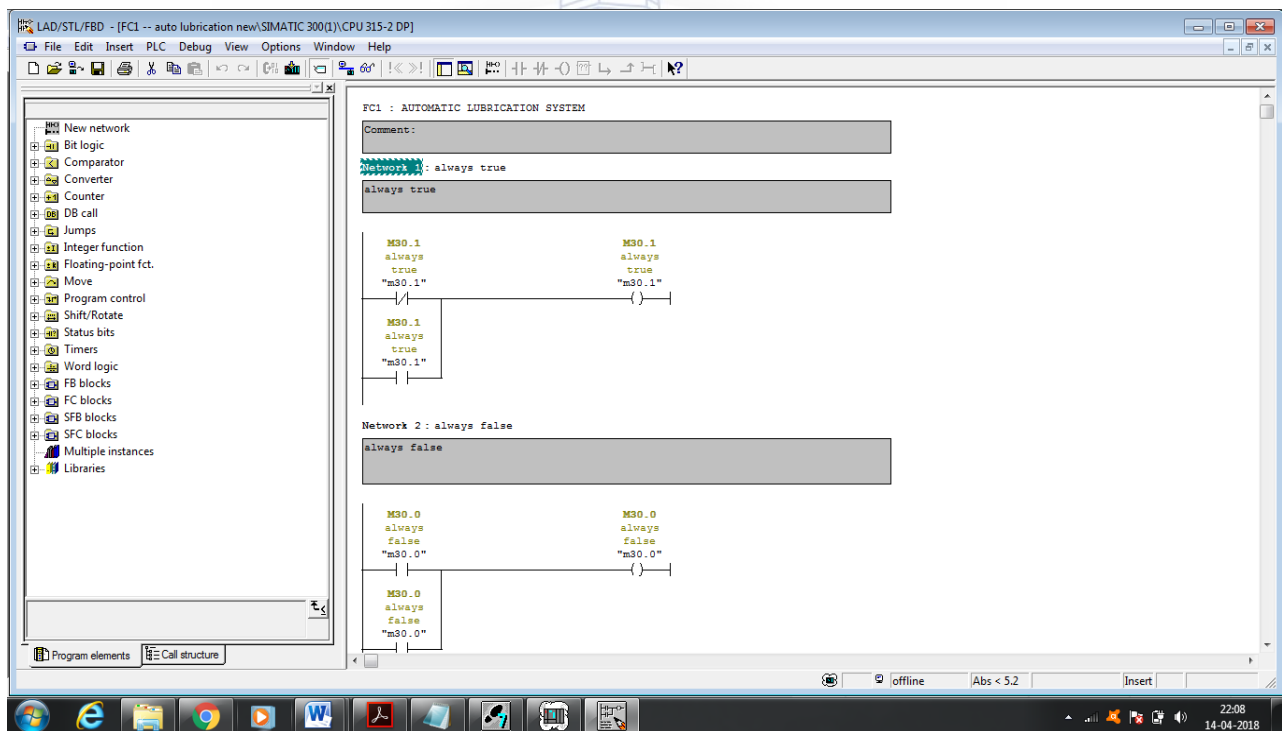 LAD/STL/FBD - [FC1 -- auto lubrication new\SIMATIC 300(1)\CPU 315-2 DP]
File Edit Insert PLC Debug View Options Window Help
New network
Bit logic
Comparator
Converter
Counter
DB call
Jumps
Integer function
Floating-point fct.
Move
Program control
Shift/Rotate
Status bits
Timers
Word logic
FB blocks
FC blocks
SFB blocks
SFC blocks
Multiple instances
Libraries
Program elements
Call structure
FC1 : AUTOMATIC LUBRICATION SYSTEM
Comment:
Network 1: always true
always true
M30.1 M30.1
always always
true true
"m30.1" "m30.1"
M30.1
always
true
"m30.1"
Network 2 : always false
always false
M30.0 M30.0
always always
false false
"m30.0" "m30.0"
M30.0
always
false
"m30.0"
offline Abs < 5.2 Insert
22:08
14-04-2018